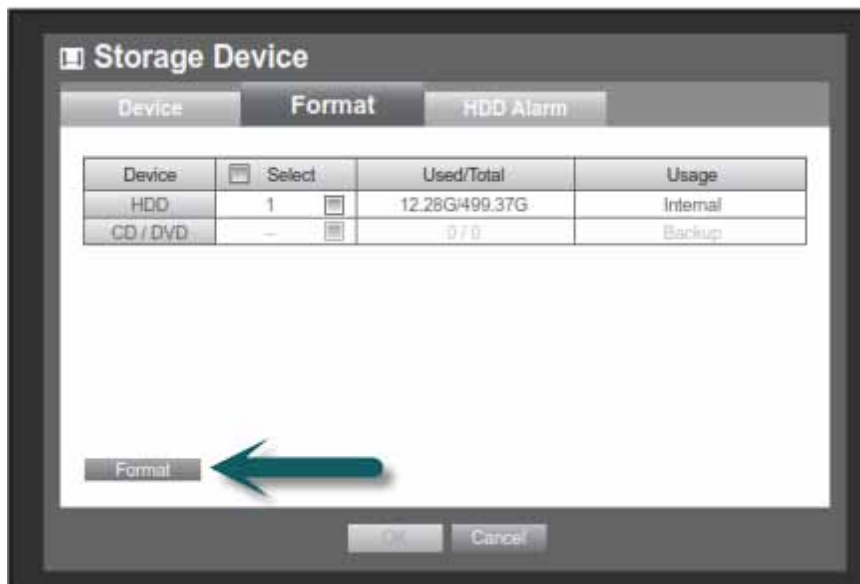 Storage Device
Device Format HDD Alarm
Device Select Used/Total Usage
HDD 1 12.28G/499.37G Internal
CD / DVD – 0 / 0 Backup
Format
OK Cancel